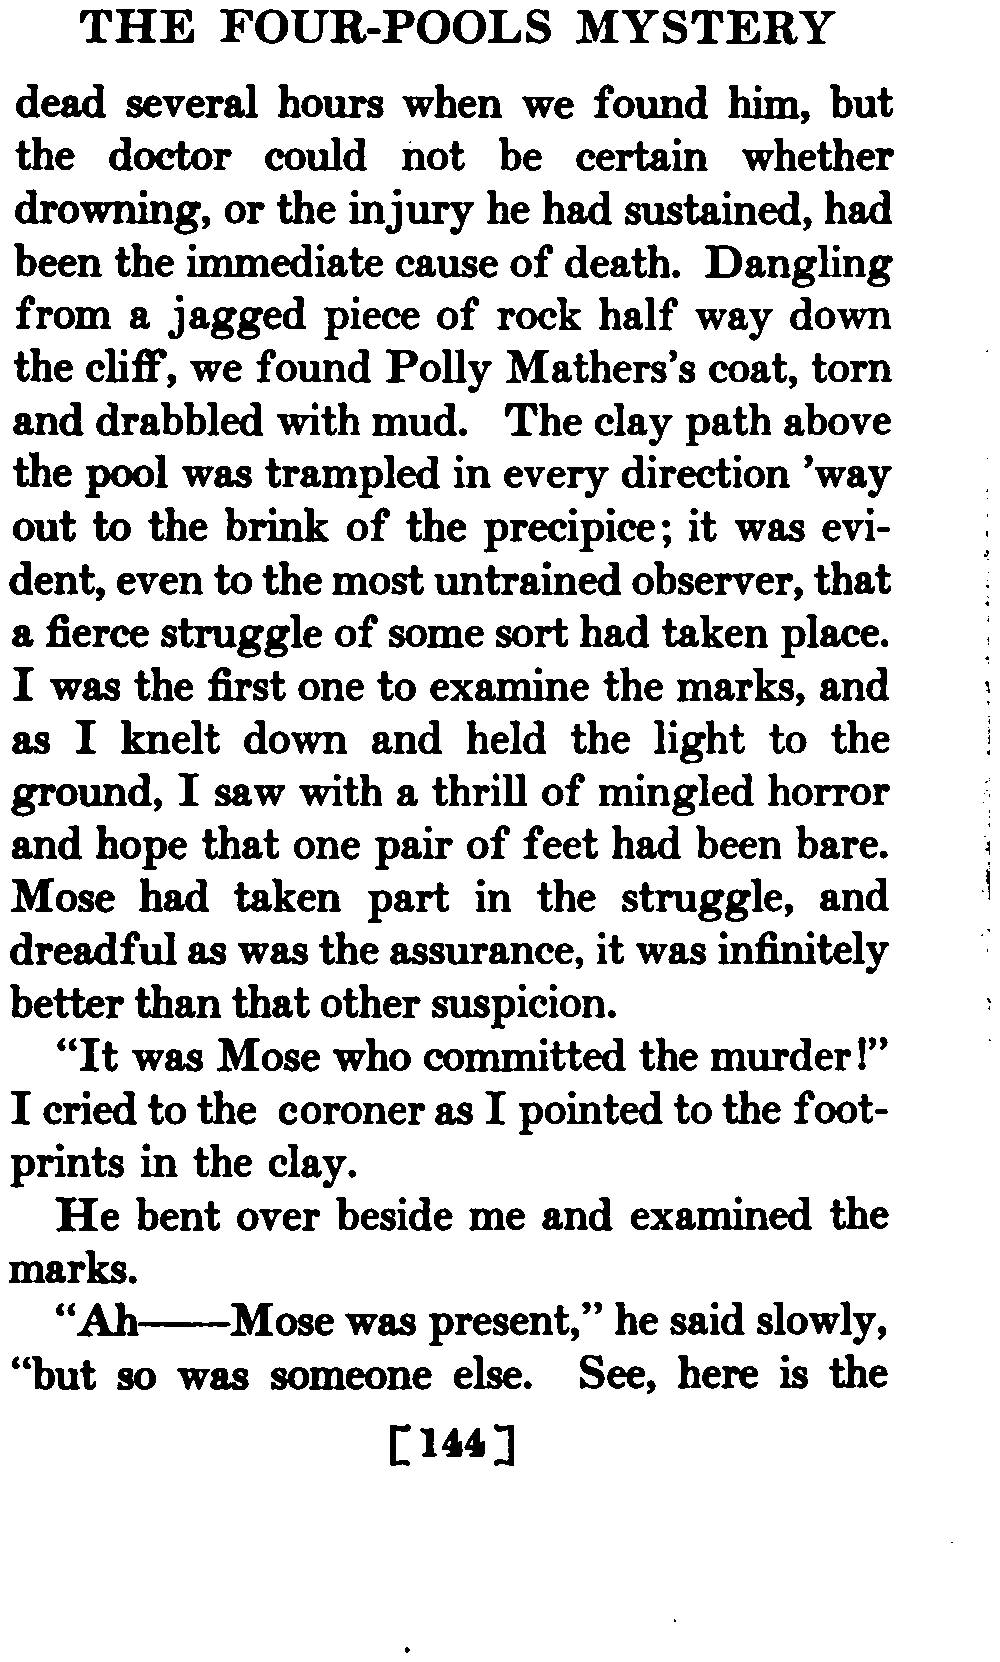 THE FOUR-POOLS MYSTERY
dead several hours when we found him, but
the doctor could not be certain whether
drowning, or the injury he had sustained, had
been the immediate cause of death. Dangling
from a jagged piece of rock half way down
the cliff, we found Polly Mathers's coat, torn
and drabbled with mud. The clay path above
the pool was trampled in every direction 'way
out to the brink of the precipice; it was evi-
dent, even to the most untrained observer, that
a fierce struggle of some sort had taken place.
I was the first one to examine the marks, and
as I knelt down and held the light to the
ground, I saw with a thrill of mingled horror
and hope that one pair of feet had been bare.
Mose had taken part in the struggle, and
dreadful as was the assurance, it was infinitely
better than that other suspicion.
“It was Mose who committed the murder!”
I cried to the coroner as I pointed to the foot-
prints in the clay.
He bent over beside me and examined the
marks.
“Ah——Mose was present,” he said slowly,
“but so was someone else. See, here is the
[144]